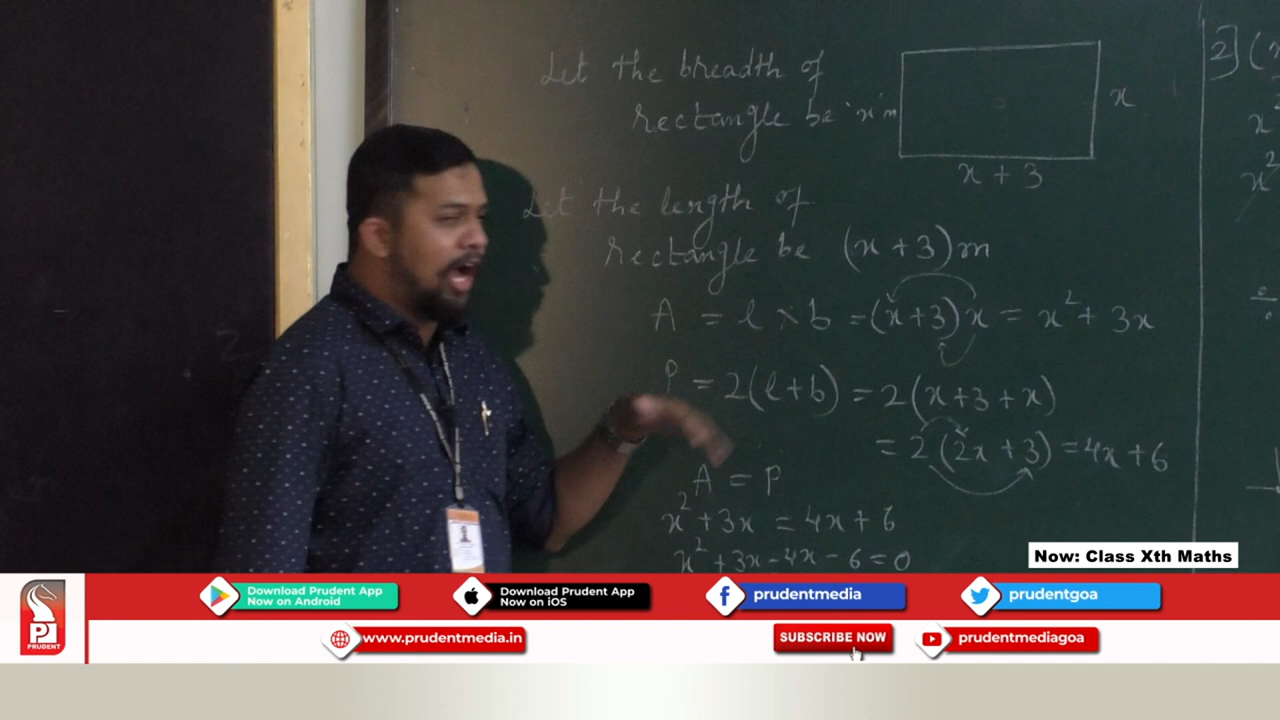 Let the breadth of
rectangle be 'x' m
x
x + 3
Let the length of
rectangle be (x + 3) m
A = l × b = (x+3) x = x² + 3x
P = 2(l+b) = 2(x+3+x)
= 2(2x+3) = 4x+6
A = P
x² + 3x = 4x + 6
x² + 3x - 4x - 6 = 0
2] (
x²
x²
Now: Class Xth Maths
PRUDENT
Download Prudent App
Now on Android
Download Prudent App
Now on iOS
prudentmedia
prudentgoa
www.prudentmedia.in
SUBSCRIBE NOW
prudentmediagoa